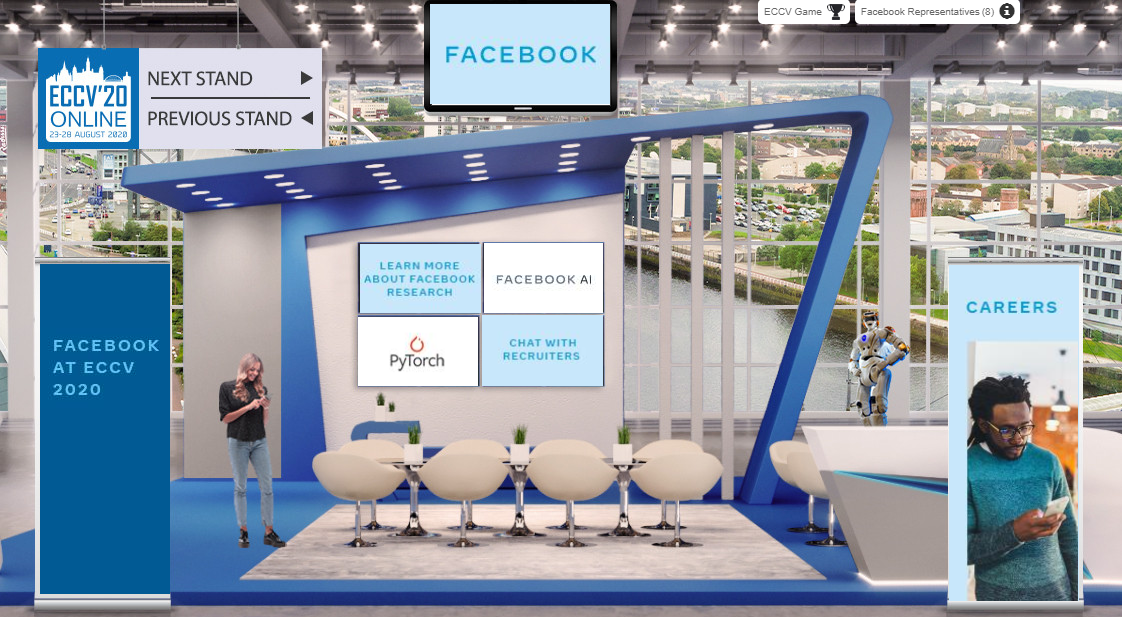 ECCV Game
Facebook Representatives (8)
FACEBOOK
ECCV'20
ONLINE
23-28 AUGUST 2020
NEXT STAND
PREVIOUS STAND
LEARN MORE
ABOUT FACEBOOK
RESEARCH
FACEBOOK AI
PyTorch
CHAT WITH
RECRUITERS
FACEBOOK
AT ECCV
2020
CAREERS